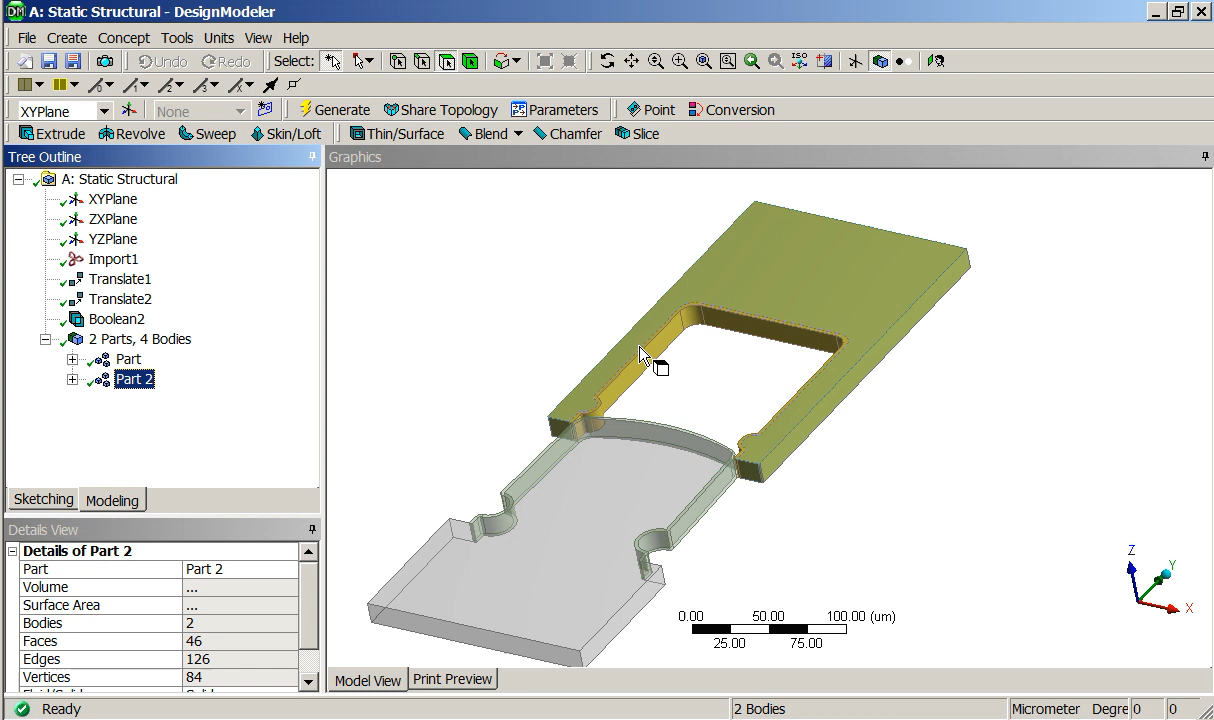 A: Static Structural - DesignModeler
File Create Concept Tools Units View Help
Undo Redo Select:
XYPlane None Generate Share Topology Parameters Point Conversion
Extrude Revolve Sweep Skin/Loft Thin/Surface Blend Chamfer Slice
Tree Outline
Graphics
A: Static Structural
XYPlane
ZXPlane
YZPlane
Import1
Translate1
Translate2
Boolean2
2 Parts, 4 Bodies
Part
Part 2
Sketching Modeling
Details View
Details of Part 2
Part Part 2
Volume ...
Surface Area ...
Bodies 2
Faces 46
Edges 126
Vertices 84
Z
Y
X
0.00 50.00 100.00 (um)
25.00 75.00
Model View Print Preview
Ready 2 Bodies Micrometer Degre 0 0